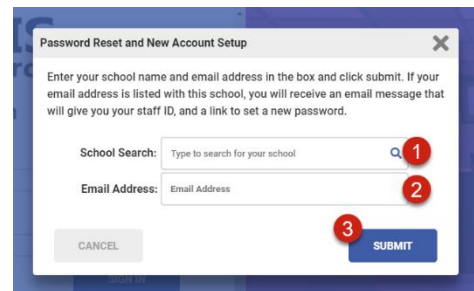 IS
Password Reset and New Account Setup
Enter your school name and email address in the box and click submit. If your
email address is listed
with this school, you will receive an email message that
will give you your staff ID, and a link to set a new password.
School Search: Type to search for your school 1
Email Address: Email Address 2
3
CANCEL SUBMIT
SIGN IN